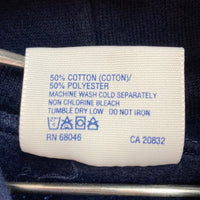 50% COTTON (COTON)/
50% POLYESTER
MACHINE WASH COLD SEPARATELY
NON CHLORINE BLEACH
TUMBLE DRY LOW  DO NOT IRON
RN 68046 CA 20832